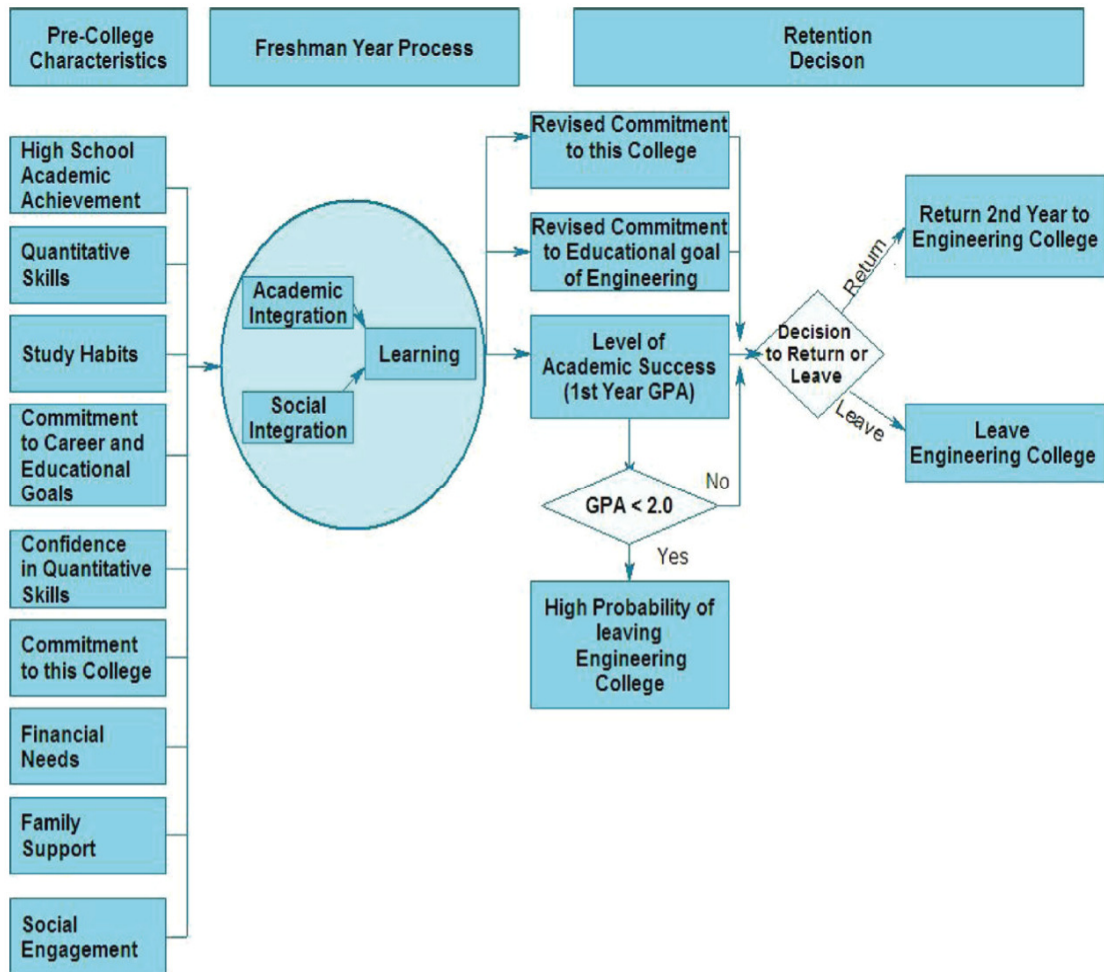 Pre-College
Characteristics
Freshman Year Process
Retention
Decison
High School
Academic
Achievement
Quantitative
Skills
Study Habits
Commitment
to Career and
Educational
Goals
Confidence
in Quantitative
Skills
Commitment
to this College
Financial
Needs
Family
Support
Social
Engagement
Academic
Integration
Learning
Social
Integration
Revised Commitment
to this College
Revised Commitment
to Educational goal
of Engineering
Level of
Academic Success
(1st Year GPA)
GPA < 2.0
No
Yes
High Probability of
leaving
Engineering
College
Decision
to Return or
Leave
Return
Leave
Return 2nd Year to
Engineering College
Leave
Engineering College